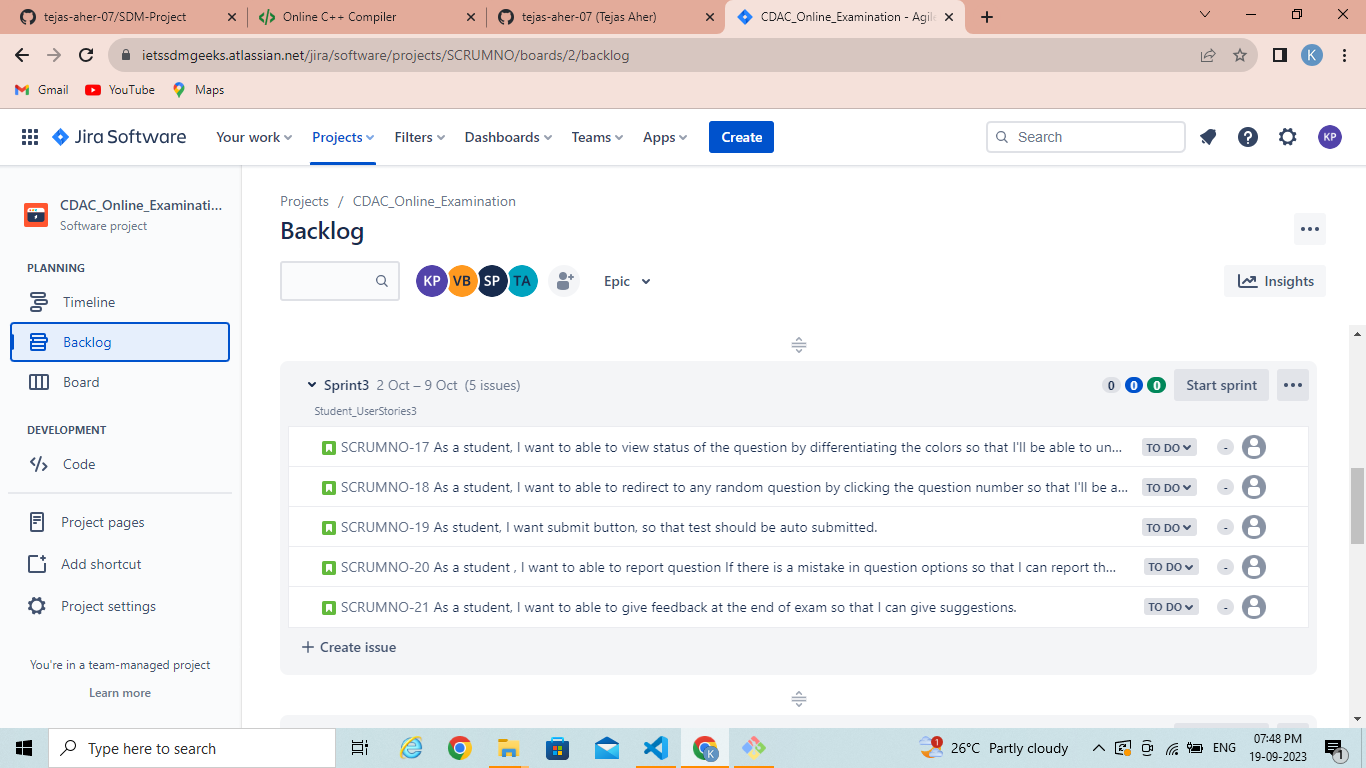 tejas-aher-07/SDM-Project
Online C++ Compiler
tejas-aher-07 (Tejas Aher)
CDAC_Online_Examination - Agil
ietssdmgeeks.atlassian.net/jira/software/projects/SCRUMNO/boards/2/backlog
K
Gmail
YouTube
Maps
Jira Software
Your work
Projects
Filters
Dashboards
Teams
Apps
Create
Search
KP
CDAC_Online_Examinati...
Software project
PLANNING
Timeline
Backlog
Board
DEVELOPMENT
Code
Project pages
Add shortcut
Project settings
You're in a team-managed project
Learn more
Projects / CDAC_Online_Examination
Backlog
KP VB SP TA
Epic
Insights
Sprint3 2 Oct – 9 Oct (5 issues)
0 0 0
Start sprint
Student_UserStories3
SCRUMNO-17 As a student, I want to able to view status of the question by differentiating the colors so that I'll be able to un... TO DO -
SCRUMNO-18 As a student, I want to able to redirect to any random question by clicking the question number so that I'll be a... TO DO -
SCRUMNO-19 As student, I want submit button, so that test should be auto submitted. TO DO -
SCRUMNO-20 As a student , I want to able to report question If there is a mistake in question options so that I can report th... TO DO -
SCRUMNO-21 As a student, I want to able to give feedback at the end of exam so that I can give suggestions. TO DO -
+ Create issue
Type here to search
K
1
26°C Partly cloudy
ENG
07:48 PM
19-09-2023
1